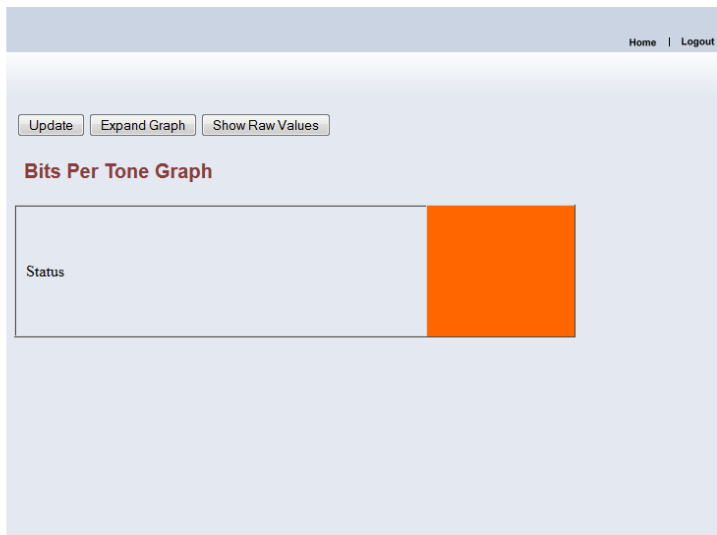 Home | Logout
Update Expand Graph Show Raw Values
Bits Per Tone Graph
Status